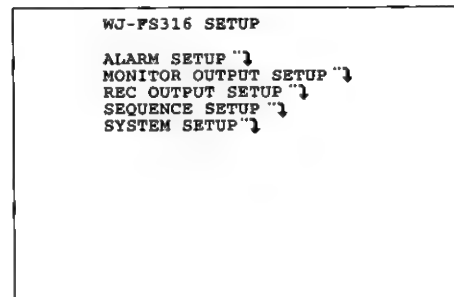 WJ-FS316 SETUP
ALARM SETUP
MONITOR OUTPUT SETUP
REC OUTPUT SETUP
SEQUENCE SETUP
SYSTEM SETUP